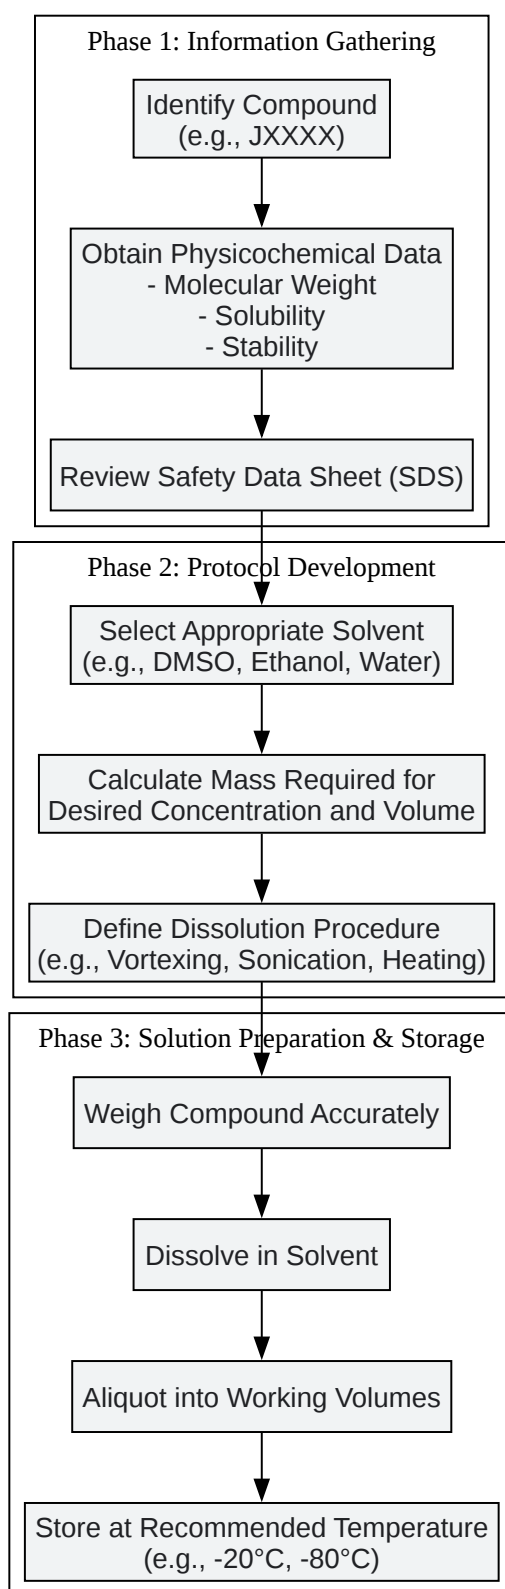 Phase 1: Information Gathering
Identify Compound
(e.g., JXXXX)
Obtain Physicochemical Data
- Molecular Weight
- Solubility
- Stability
Review Safety Data Sheet (SDS)
Phase 2: Protocol Development
Select Appropriate Solvent
(e.g., DMSO, Ethanol, Water)
Calculate Mass Required for
Desired Concentration and Volume
Define Dissolution Procedure
(e.g., Vortexing, Sonication, Heating)
Phase 3: Solution Preparation & Storage
Weigh Compound Accurately
Dissolve in Solvent
Aliquot into Working Volumes
Store at Recommended Temperature
(e.g., -20°C, -80°C)